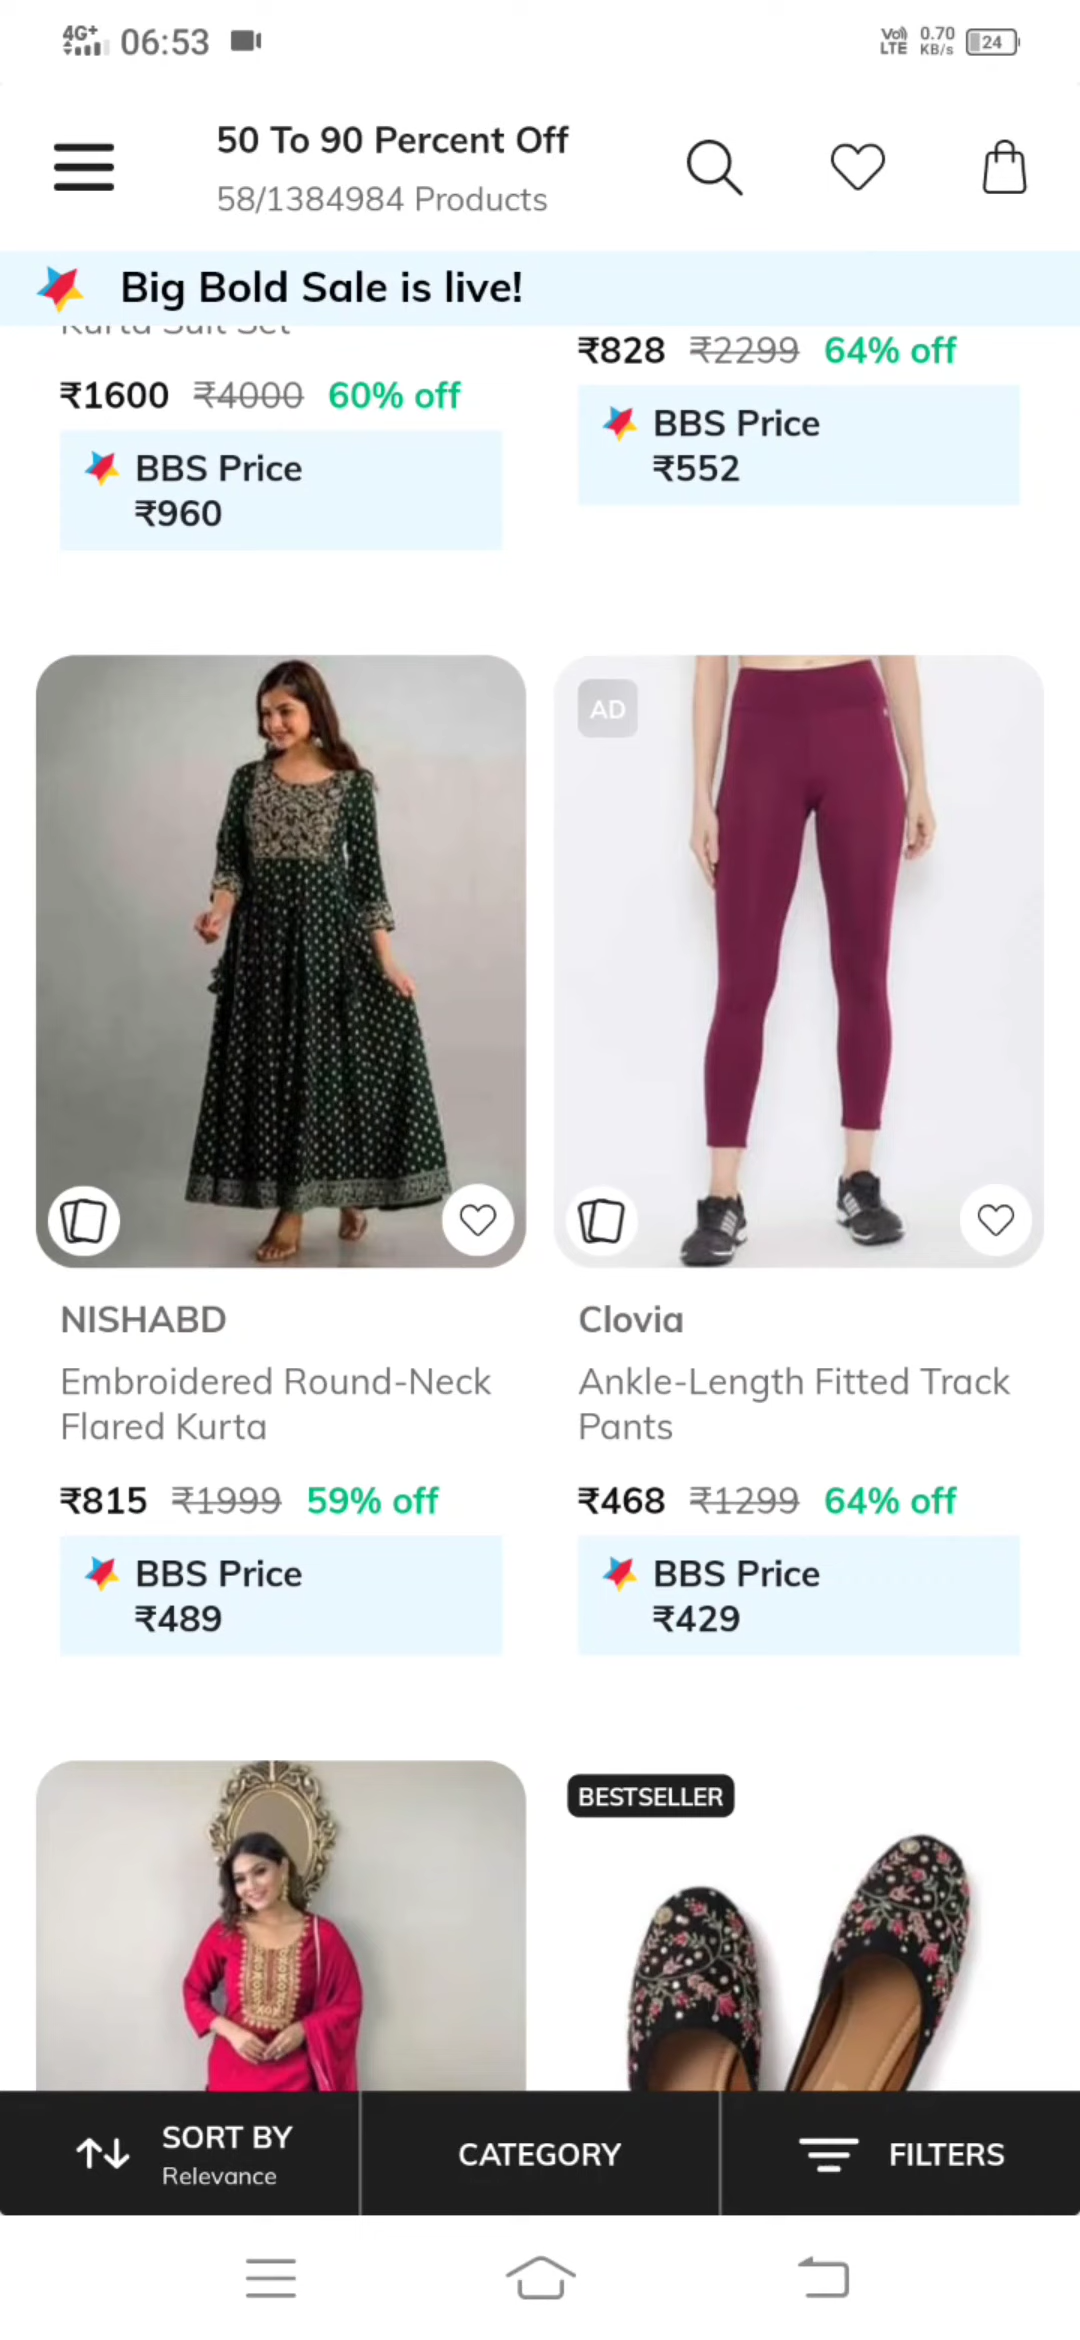 4G+ 06:53 Vo) LTE 0.70 KB/s 24
50 To 90 Percent Off
58/1384984 Products
Big Bold Sale is live!
Kurta Suit Set
₹1600 ₹4000 60% off
BBS Price
₹960
₹828 ₹2299 64% off
BBS Price
₹552
NISHABD
Embroidered Round-Neck
Flared Kurta
₹815 ₹1999 59% off
BBS Price
₹489
AD
Clovia
Ankle-Length Fitted Track
Pants
₹468 ₹1299 64% off
BBS Price
₹429
BESTSELLER
SORT BY
Relevance
CATEGORY
FILTERS